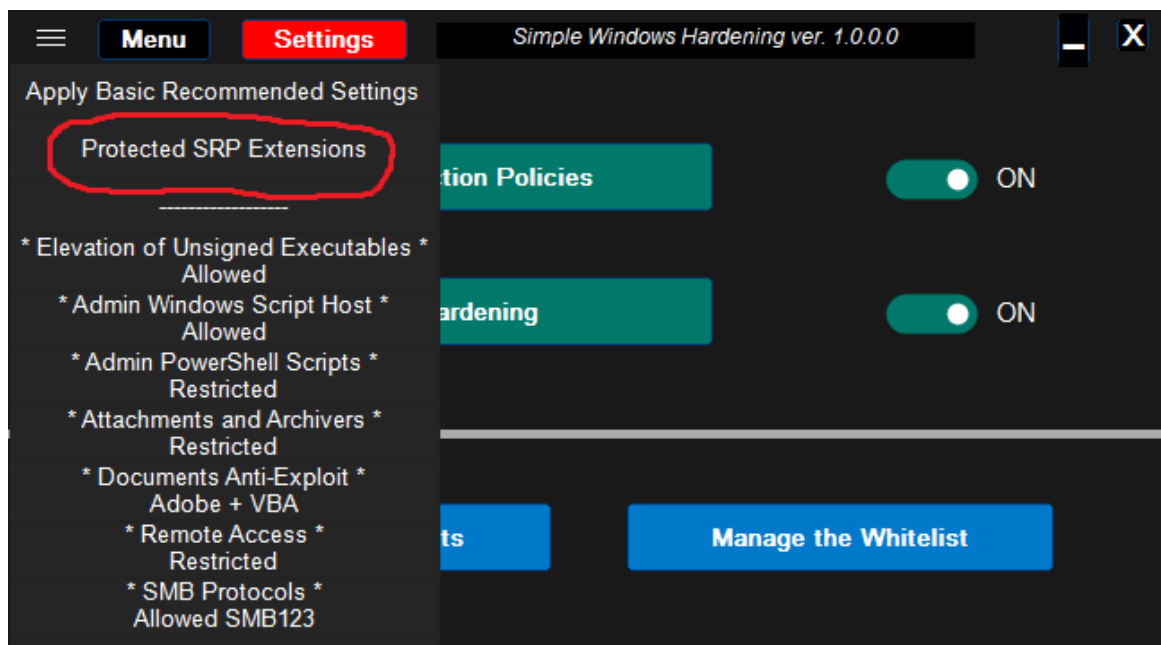 Menu
Settings
Simple Windows Hardening ver. 1.0.0.0
X
Apply Basic Recommended Settings
Protected SRP Extensions
------------------
* Elevation of Unsigned Executables *
Allowed
* Admin Windows Script Host *
Allowed
* Admin PowerShell Scripts *
Restricted
* Attachments and Archivers *
Restricted
* Documents Anti-Exploit *
Adobe + VBA
* Remote Access *
Restricted
* SMB Protocols *
Allowed SMB123
tion Policies
ON
ardening
ON
ts
Manage the Whitelist